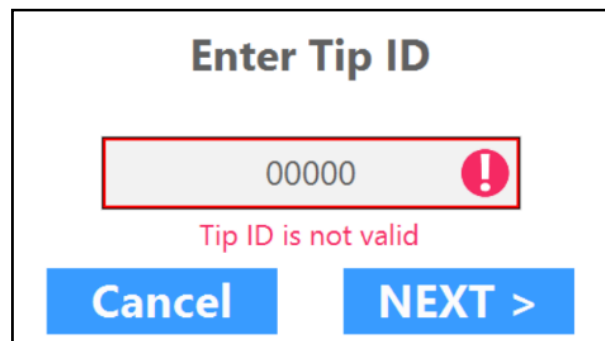 Enter Tip ID
00000
Tip ID is not valid
Cancel
NEXT >